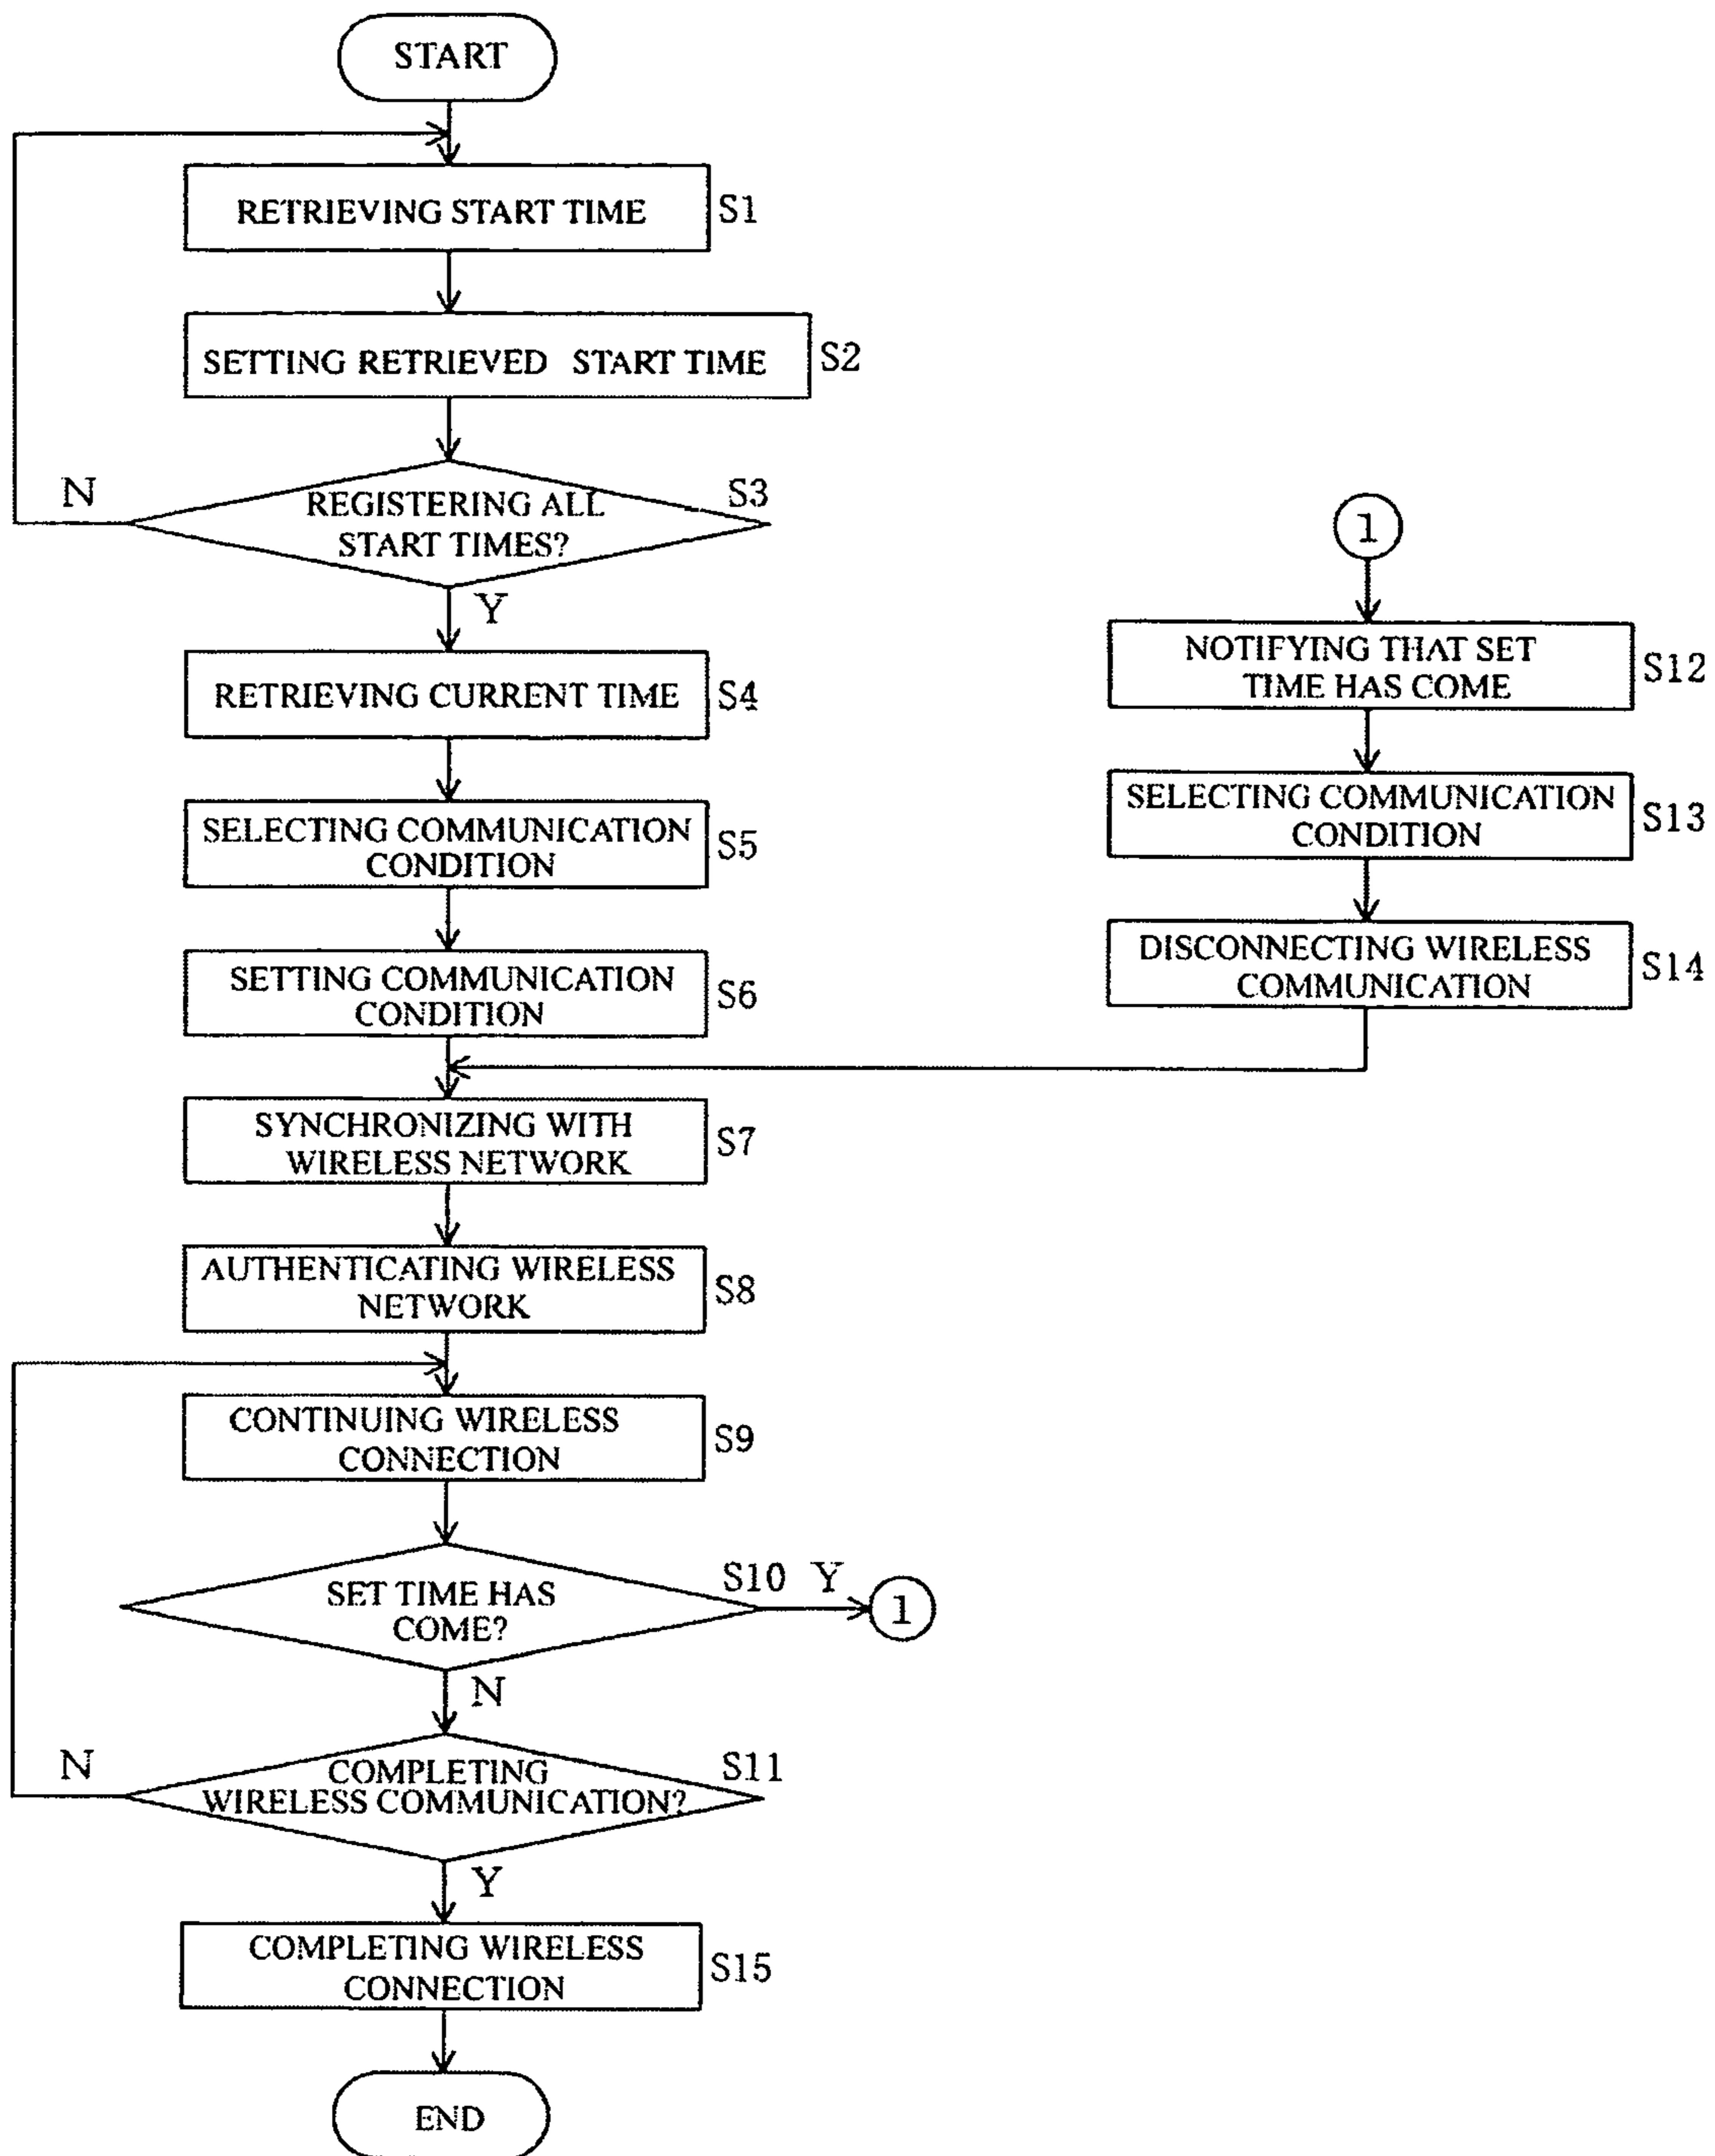 START
RETRIEVING START TIME
S1
SETTING RETRIEVED START TIME
S2
REGISTERING ALL
START TIMES?
S3
N
Y
RETRIEVING CURRENT TIME
S4
SELECTING COMMUNICATION
CONDITION
S5
SETTING COMMUNICATION
CONDITION
S6
SYNCHRONIZING WITH
WIRELESS NETWORK
S7
AUTHENTICATING WIRELESS
NETWORK
S8
CONTINUING WIRELESS
CONNECTION
S9
SET TIME HAS
COME?
S10
Y
1
N
COMPLETING
WIRELESS COMMUNICATION?
S11
N
Y
COMPLETING WIRELESS
CONNECTION
S15
END
1
NOTIFYING THAT SET
TIME HAS COME
S12
SELECTING COMMUNICATION
CONDITION
S13
DISCONNECTING WIRELESS
COMMUNICATION
S14